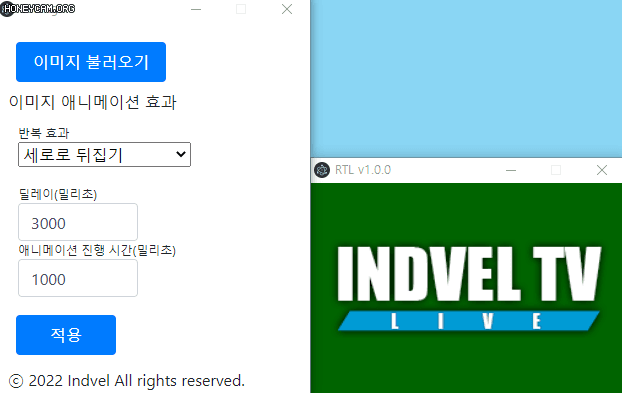 HONEYCAM.ORG
이미지 불러오기
이미지 애니메이션 효과
반복 효과
세로로 뒤집기
딜레이(밀리초)
3000
애니메이션 진행 시간(밀리초)
1000
적용
ⓒ 2022 Indvel All rights reserved.
RTL v1.0.0
INDVEL TV
LIVE